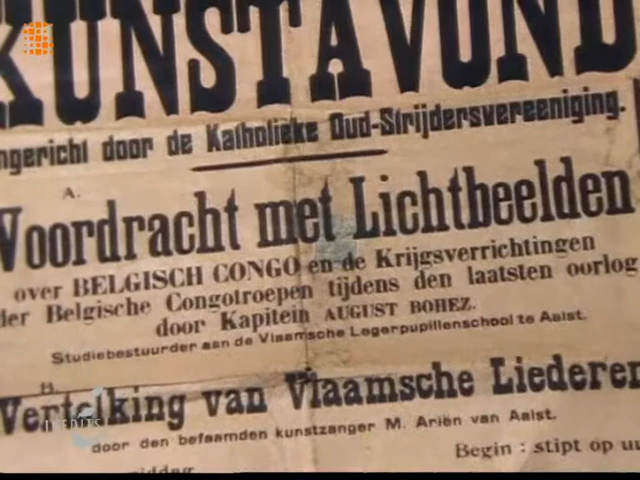 KUNSTAVOND
ngericht door de Katholieke Oud-Strijdersvereeniging.
A.
Voordracht met Lichtbeelden
over BELGISCH CONGO en de Krijgsverrichtingen
der Belgische Congotroepen tijdens den laatsten oorlog
door Kapitein AUGUST BOHEZ.
Studiebestuurder aan de Vlaamsche Legerpupillenschool te Aalst.
B.
Vertolking van Vlaamsche Liederen
door den befaamden kunstzanger M. Ariën van Aalst.
Begin : stipt op uu